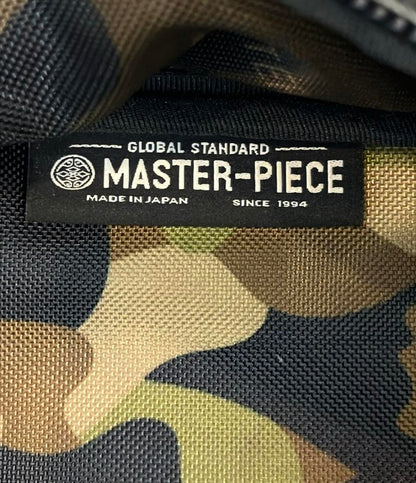 GLOBAL STANDARD
MASTER-PIECE
MADE IN JAPAN SINCE 1994